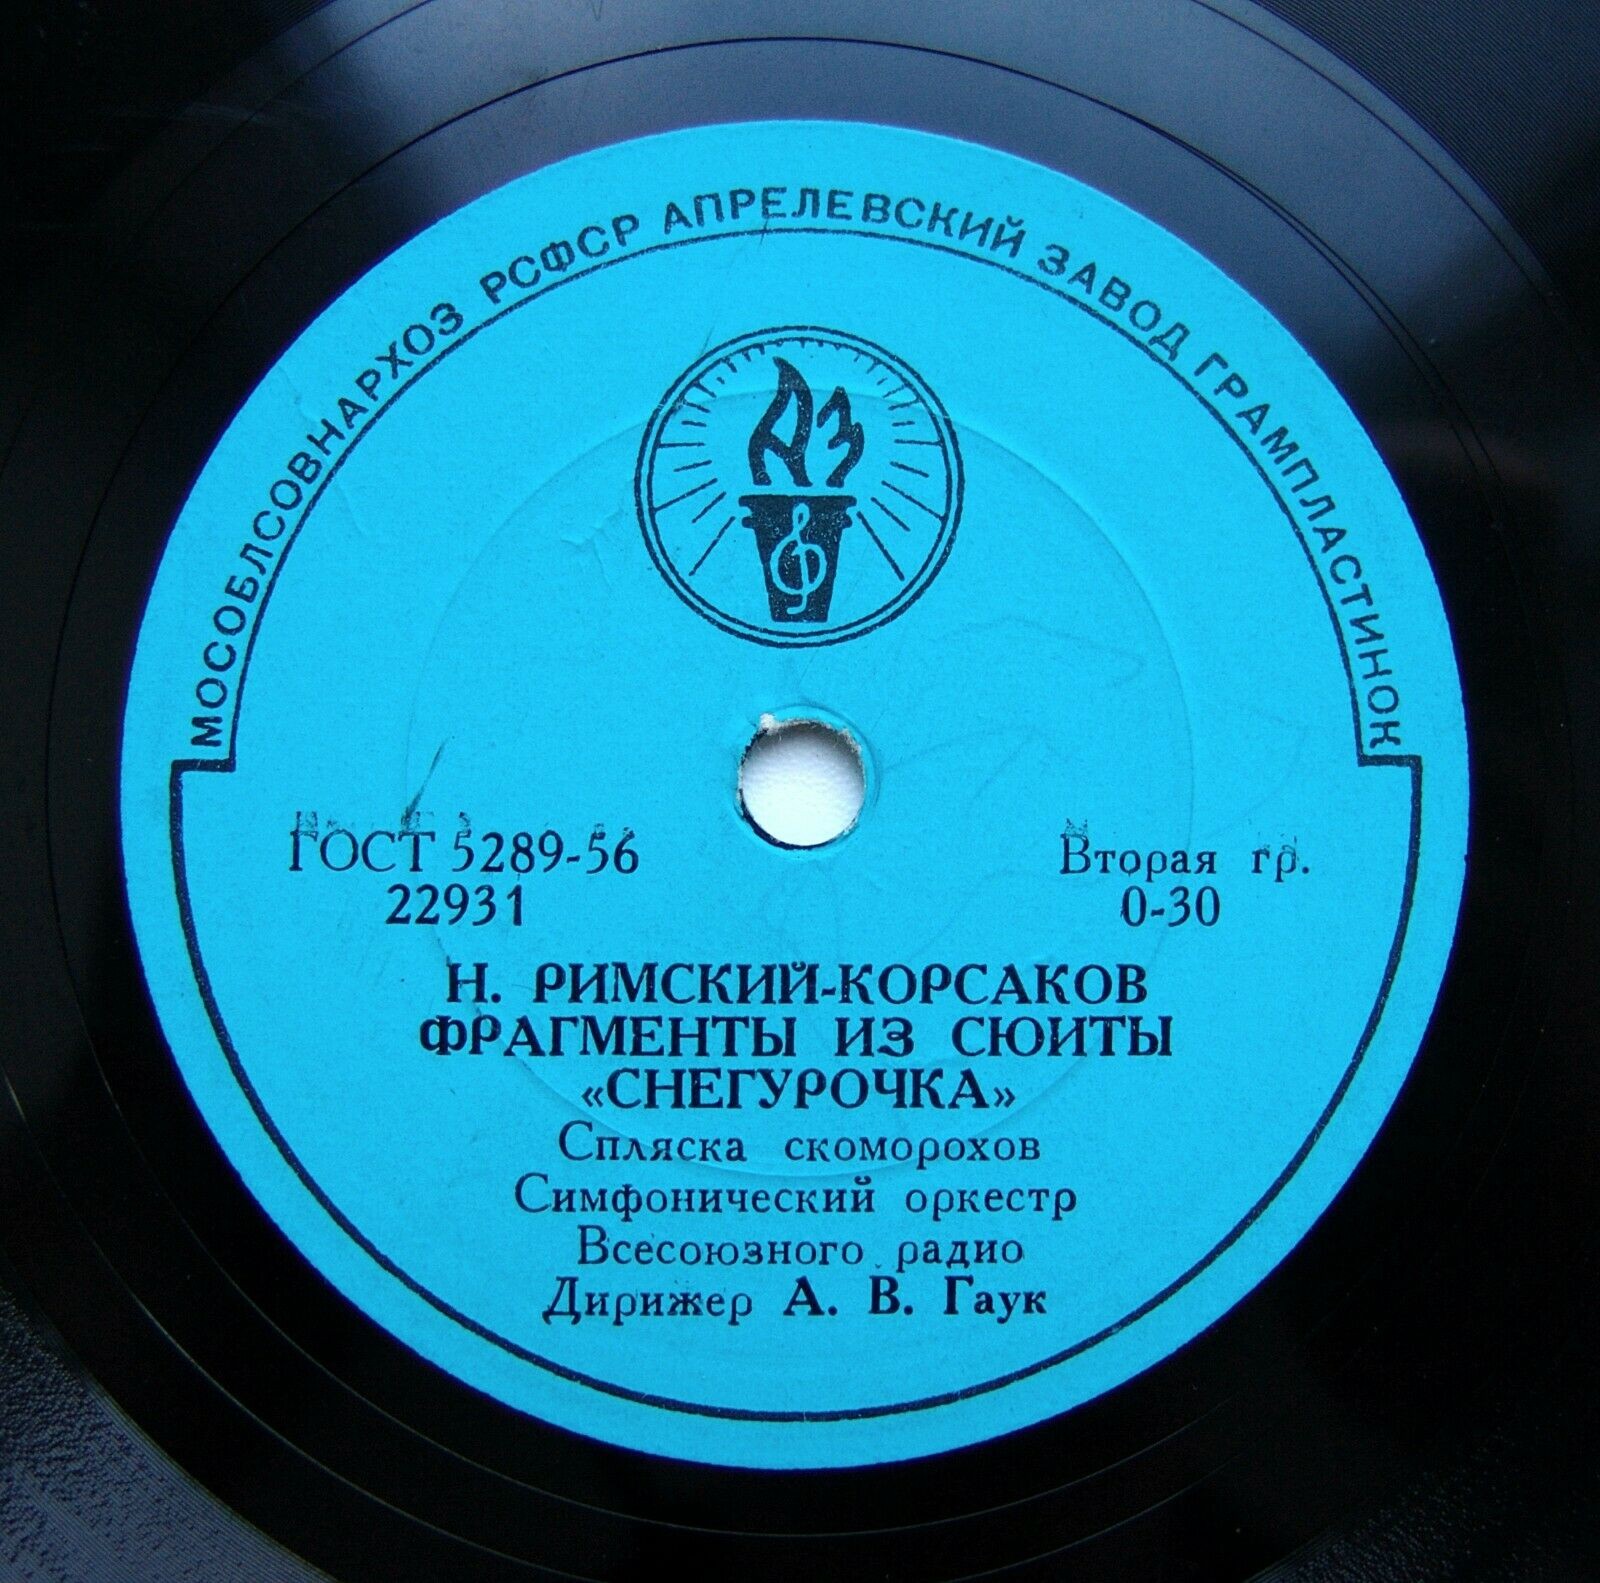 МОСОБЛСОВНАРХОЗ РСФСР АПРЕЛЕВСКИЙ ЗАВОД ГРАМПЛАСТИНОК
АЗ
ГОСТ 5289-56
Вторая гр.
22931
0-30
Н. РИМСКИЙ-КОРСАКОВ
ФРАГМЕНТЫ ИЗ СЮИТЫ
«СНЕГУРОЧКА»
Спляска скоморохов
Симфонический оркестр
Всесоюзного радио
Дирижер А. В. Гаук